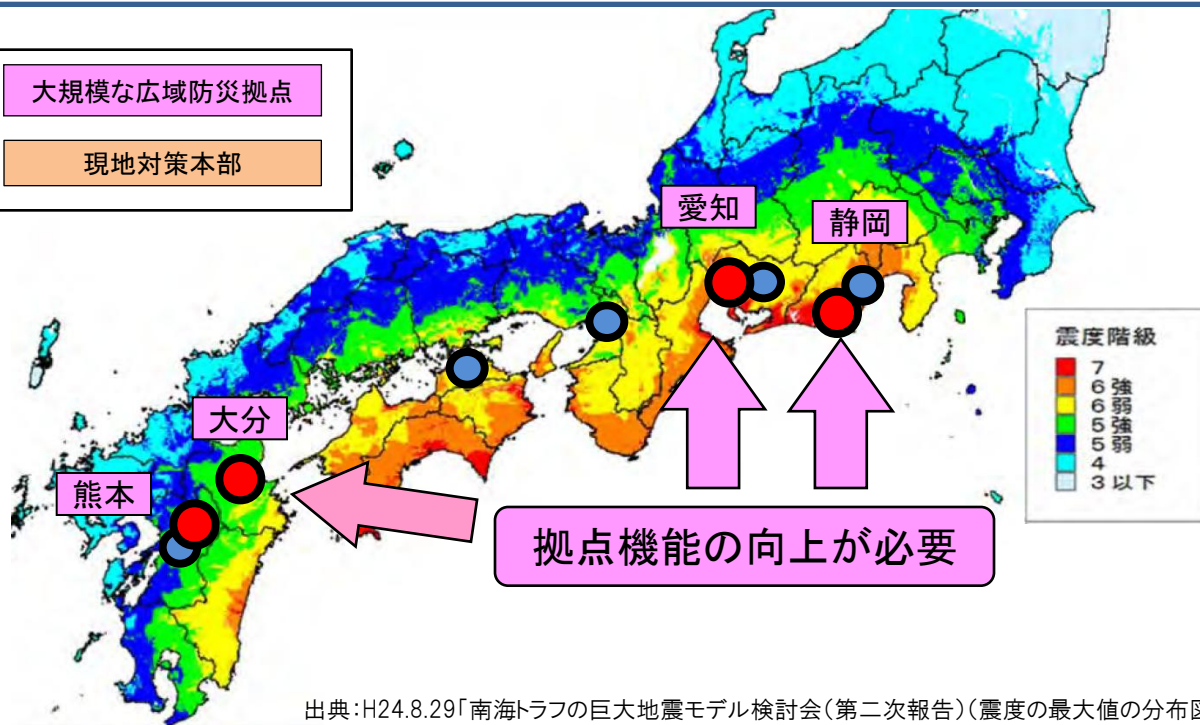 大規模な広域防災拠点
現地対策本部
愛知
静岡
大分
熊本
拠点機能の向上が必要
震度階級
7
6強
6弱
5強
5弱
4
3以下
出典：H24.8.29「南海トラフの巨大地震モデル検討会（第二次報告）（震度の最大値の分布